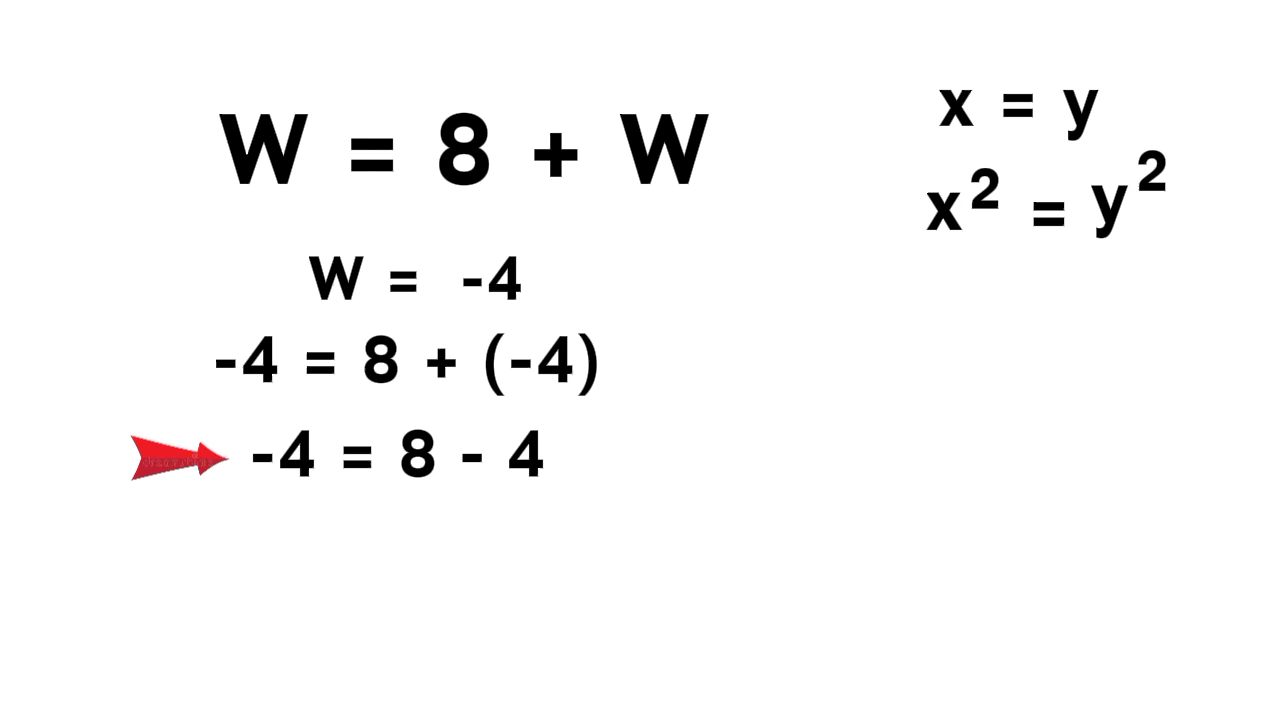 W = 8 + W
W = -4
-4 = 8 + (-4)
-4 = 8 - 4
x = y
x² = y²